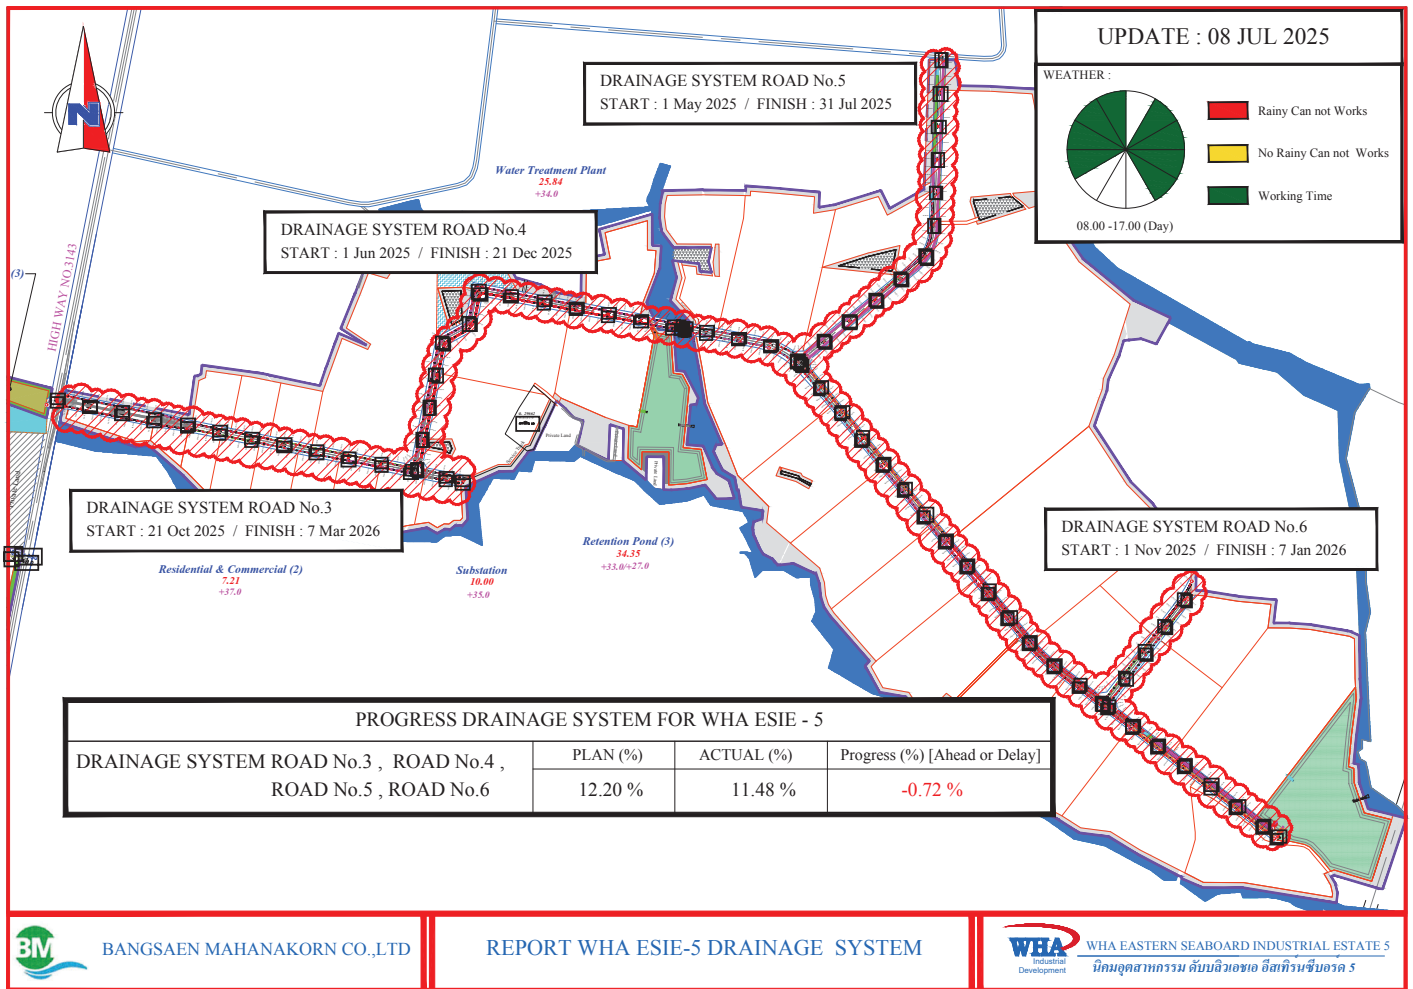 UPDATE : 08 JUL 2025
WEATHER :
Rainy Can not Works
No Rainy Can not Works
Working Time
08.00 -17.00 (Day)
DRAINAGE SYSTEM ROAD No.5
START : 1 May 2025 / FINISH : 31 Jul 2025
N
Water Treatment Plant
25.84
+34.0
DRAINAGE SYSTEM ROAD No.4
START : 1 Jun 2025 / FINISH : 21 Dec 2025
(3)
HIGH WAY NO.3143
Private Land
DRAINAGE SYSTEM ROAD No.3
START : 21 Oct 2025 / FINISH : 7 Mar 2026
DRAINAGE SYSTEM ROAD No.6
START : 1 Nov 2025 / FINISH : 7 Jan 2026
Residential & Commercial (2)
7.21
+37.0
Substation
10.00
+35.0
Retention Pond (3)
34.35
+33.0/+27.0
PROGRESS DRAINAGE SYSTEM FOR WHA ESIE - 5
DRAINAGE SYSTEM ROAD No.3 , ROAD No.4 ,
ROAD No.5 , ROAD No.6
PLAN (%)
ACTUAL (%)
Progress (%) [Ahead or Delay]
12.20 %
11.48 %
-0.72 %
BM
BANGSAEN MAHANAKORN CO.,LTD
REPORT WHA ESIE-5 DRAINAGE SYSTEM
WHA
Industrial
Development
WHA EASTERN SEABOARD INDUSTRIAL ESTATE 5
นิคมอุตสาหกรรม ดับบลิวเอชเอ อีสเทิร์นซีบอร์ด 5